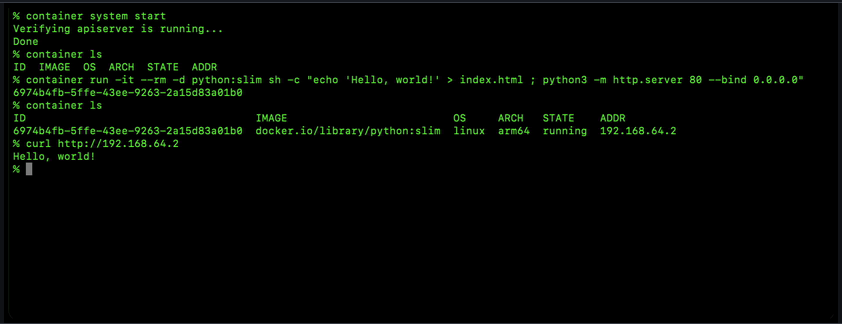 % container system start
Verifying apiserver is running...
Done
% container ls
ID  IMAGE  OS  ARCH  STATE  ADDR
% container run -it --rm -d python:slim sh -c "echo 'Hello, world!' > index.html ; python3 -m http.server 80 --bind 0.0.0.0"
6974b4fb-5ffe-43ee-9263-2a15d83a01b0
% container ls
ID                                    IMAGE                          OS     ARCH   STATE    ADDR
6974b4fb-5ffe-43ee-9263-2a15d83a01b0  docker.io/library/python:slim  linux  arm64  running  192.168.64.2
% curl http://192.168.64.2
Hello, world!
%